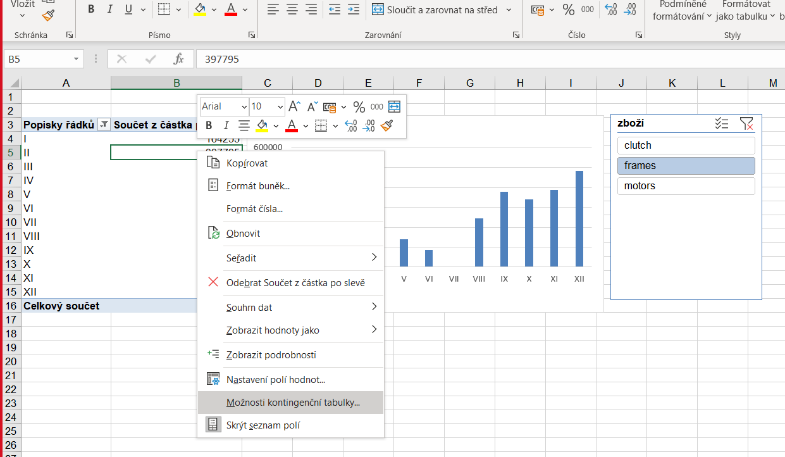 Vložit
B I U A
Sloučit a zarovnat na střed
% 000
Podmíněné
formátování
Formátovat
jako tabulku
Schránka
Písmo
Zarovnání
Číslo
Styly
B5
fx
397795
A B C D E F G H I J K L M
1
2
Arial 10 A A % 000
B I A
3 Popisky řádků Součet z částka p
4 I
5 II
6 III
7 IV
8 V
9 VI
10 VII
11 VIII
12 IX
13 X
14 XI
15 XII
16 Celkový součet
17
18
19
20
21
22
23
24
25
26
Kopírovat
Formát buněk...
Formát čísla...
Obnovit
Seřadit
Odebrat Součet z částka po slevě
Souhrn dat
Zobrazit hodnoty jako
Zobrazit podrobnosti
Nastavení polí hodnot...
Možnosti kontingenční tabulky...
Skrýt seznam polí
600000
V VI VII VIII IX X XI XII
zboží
clutch
frames
motors